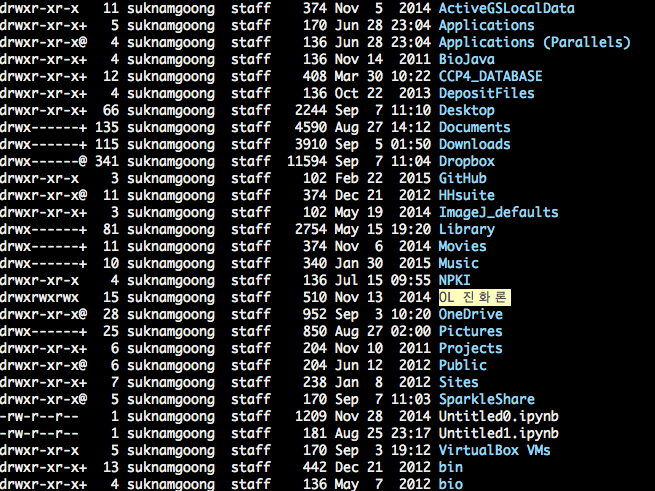 drwxr-xr-x 11 suknamgoong staff 374 Nov 5 2014 ActiveGSLocalData
drwxr-xr-x+ 5 suknamgoong staff 170 Jun 28 23:04 Applications
drwxr-xr-x@ 4 suknamgoong staff 136 Jun 28 23:04 Applications (Parallels)
drwxr-xr-x+ 4 suknamgoong staff 136 Nov 14 2011 BioJava
drwxr-xr-x+ 12 suknamgoong staff 408 Mar 30 10:22 CCP4_DATABASE
drwxr-xr-x+ 4 suknamgoong staff 136 Oct 22 2013 DepositFiles
drwxr-xr-x+ 66 suknamgoong staff 2244 Sep 7 11:10 Desktop
drwx------+ 135 suknamgoong staff 4590 Aug 27 14:12 Documents
drwx------+ 115 suknamgoong staff 3910 Sep 5 01:50 Downloads
drwx------@ 341 suknamgoong staff 11594 Sep 7 11:04 Dropbox
drwxr-xr-x 3 suknamgoong staff 102 Feb 22 2015 GitHub
drwxr-xr-x@ 11 suknamgoong staff 374 Dec 21 2012 HHsuite
drwxr-xr-x+ 3 suknamgoong staff 102 May 19 2014 ImageJ_defaults
drwx------+ 81 suknamgoong staff 2754 May 15 19:20 Library
drwx------+ 11 suknamgoong staff 374 Nov 6 2014 Movies
drwx------+ 10 suknamgoong staff 340 Jan 30 2015 Music
drwxr-xr-x 4 suknamgoong staff 136 Jul 15 09:55 NPKI
drwxrwxrwx 15 suknamgoong staff 510 Nov 13 2014 OL 진화론
drwxr-xr-x@ 28 suknamgoong staff 952 Sep 3 10:20 OneDrive
drwx------+ 25 suknamgoong staff 850 Aug 27 02:00 Pictures
drwxr-xr-x+ 6 suknamgoong staff 204 Nov 10 2011 Projects
drwxr-xr-x@ 6 suknamgoong staff 204 Jun 12 2012 Public
drwxr-xr-x+ 7 suknamgoong staff 238 Jan 8 2012 Sites
drwxr-xr-x@ 5 suknamgoong staff 170 Sep 7 11:03 SparkleShare
-rw-r--r-- 1 suknamgoong staff 1209 Nov 28 2014 Untitled0.ipynb
-rw-r--r-- 1 suknamgoong staff 181 Aug 25 23:17 Untitled1.ipynb
drwxr-xr-x 5 suknamgoong staff 170 Sep 3 19:12 VirtualBox VMs
drwxr-xr-x+ 13 suknamgoong staff 442 Dec 21 2012 bin
drwxr-xr-x+ 4 suknamgoong staff 136 May 7 2012 bio